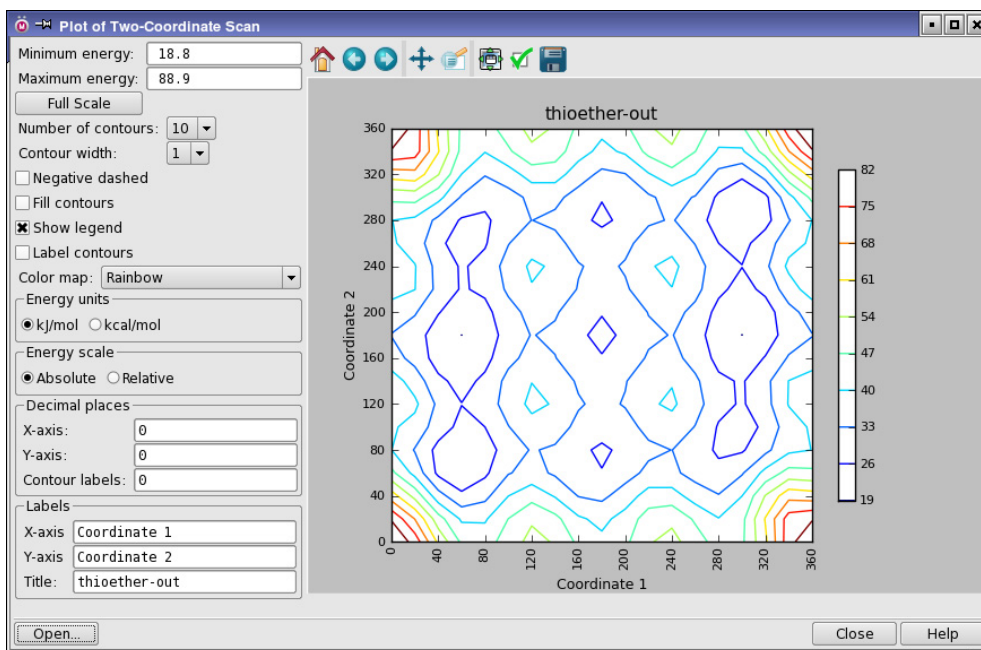 Plot of Two-Coordinate Scan
Minimum energy: 18.8
Maximum energy: 88.9
Full Scale
Number of contours: 10
Contour width: 1
Negative dashed
Fill contours
Show legend
Label contours
Color map: Rainbow
Energy units
kJ/mol kcal/mol
Energy scale
Absolute Relative
Decimal places
X-axis: 0
Y-axis: 0
Contour labels: 0
Labels
X-axis Coordinate 1
Y-axis Coordinate 2
Title: thioether-out
thioether-out
Coordinate 2
360
320
280
240
200
160
120
80
40
0
0 40 80 120 160 200 240 280 320 360
Coordinate 1
82
75
68
61
54
47
40
33
26
19
Open... Close Help